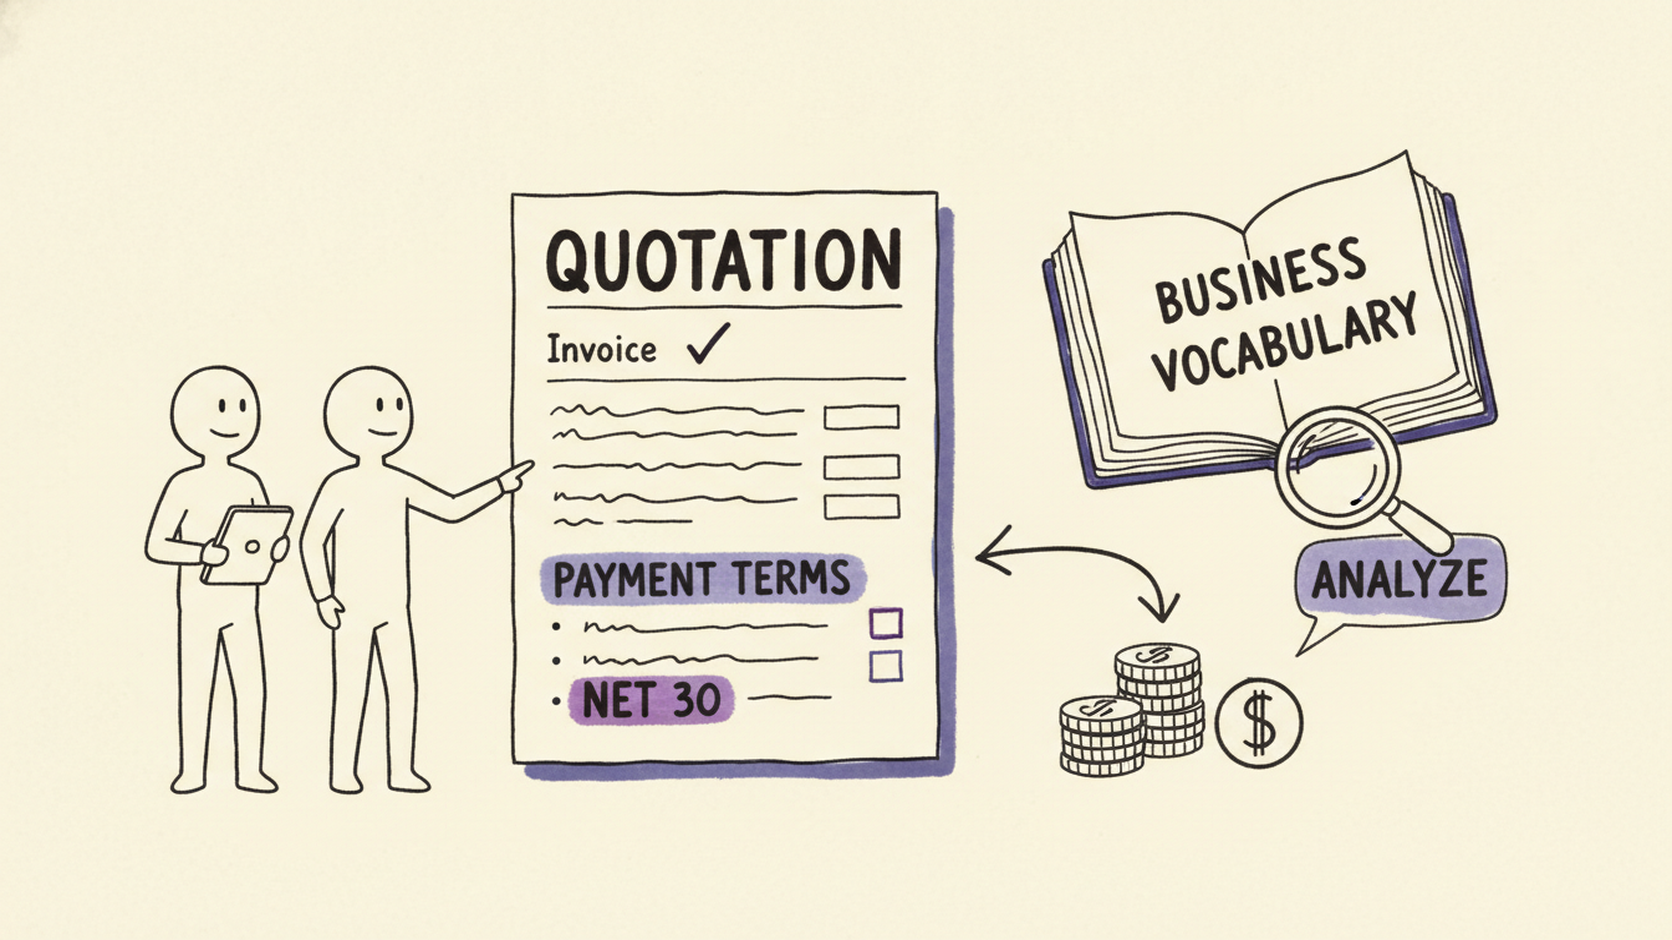 QUOTATION
Invoice ✓
PAYMENT TERMS
• NET 30
BUSINESS
VOCABULARY
ANALYZE
$